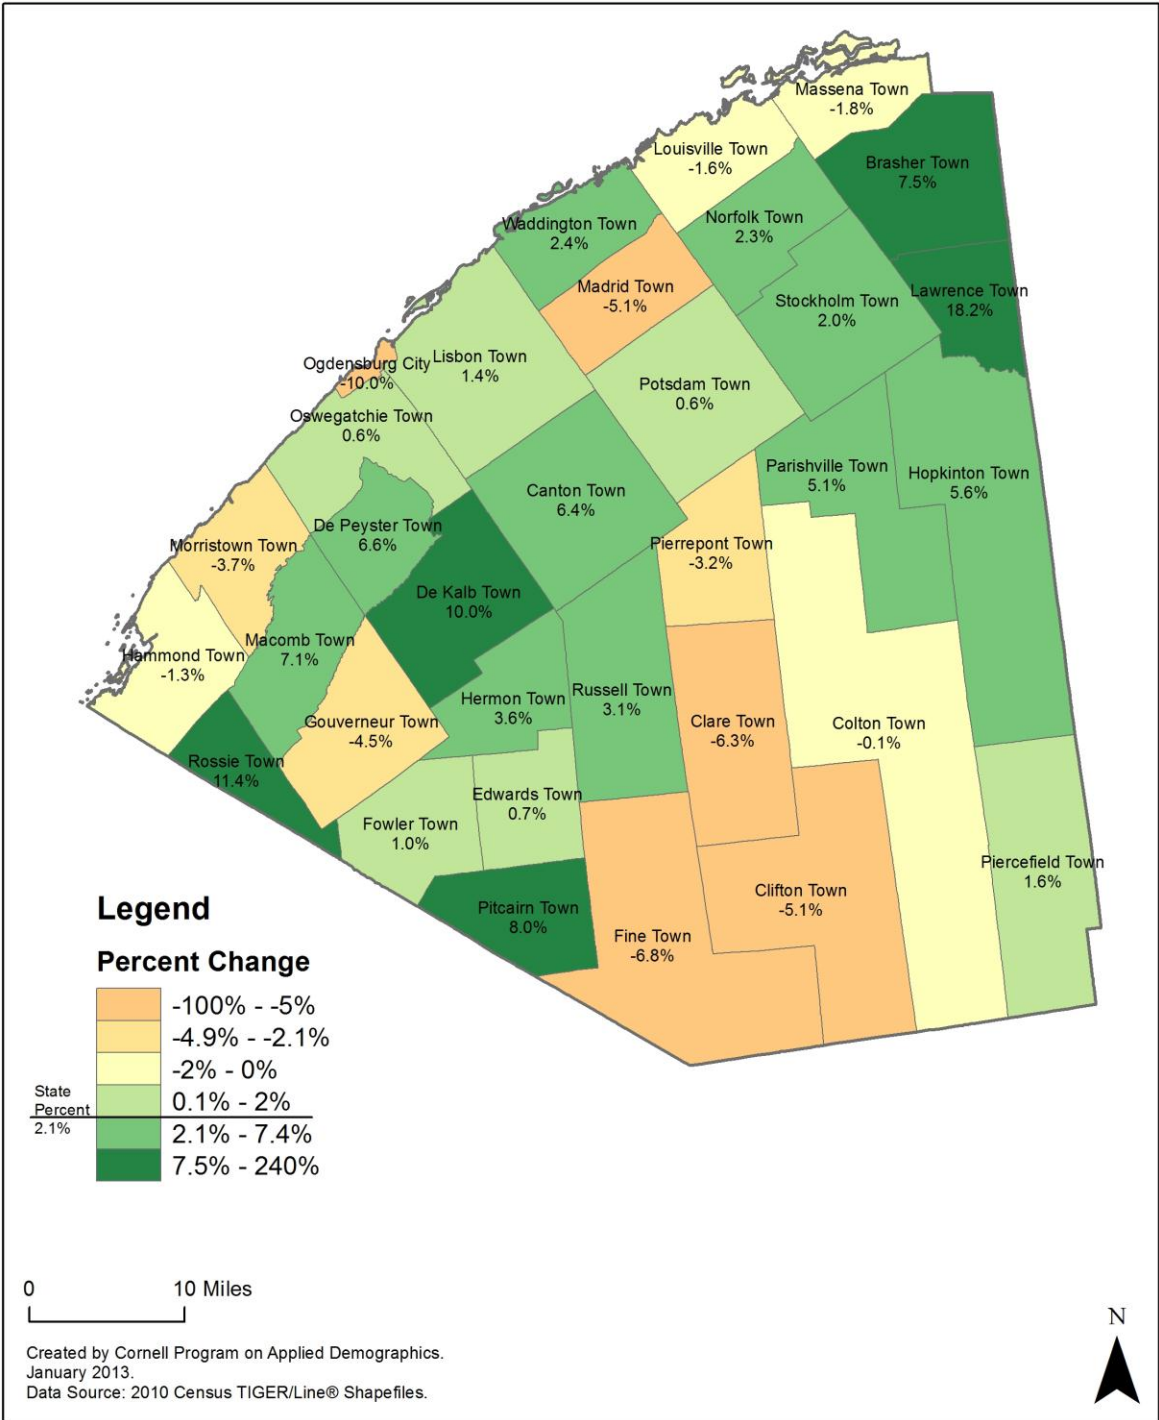 Massena Town
-1.8%
Louisville Town
-1.6%
Brasher Town
7.5%
Waddington Town
2.4%
Norfolk Town
2.3%
Madrid Town
-5.1%
Stockholm Town
2.0%
Lawrence Town
18.2%
Ogdensburg City
-10.0%
Lisbon Town
1.4%
Potsdam Town
0.6%
Oswegatchie Town
0.6%
Parishville Town
5.1%
Hopkinton Town
5.6%
Canton Town
6.4%
De Peyster Town
6.6%
Morristown Town
-3.7%
Pierrepont Town
-3.2%
De Kalb Town
10.0%
Macomb Town
7.1%
Hammond Town
-1.3%
Hermon Town
3.6%
Russell Town
3.1%
Gouverneur Town
-4.5%
Clare Town
-6.3%
Colton Town
-0.1%
Rossie Town
11.4%
Edwards Town
0.7%
Fowler Town
1.0%
Piercefield Town
1.6%
Clifton Town
-5.1%
Pitcairn Town
8.0%
Fine Town
-6.8%
Legend
Percent Change
-100% - -5%
-4.9% - -2.1%
-2% - 0%
0.1% - 2%
State
Percent
2.1%
2.1% - 7.4%
7.5% - 240%
0 10 Miles
N
Created by Cornell Program on Applied Demographics.
January 2013.
Data Source: 2010 Census TIGER/Line® Shapefiles.